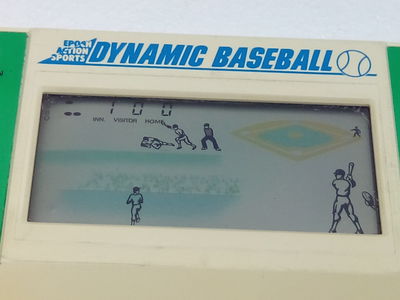 EPOCH
ACTION
SPORTS
DYNAMIC BASEBALL
1 0 0
INN. VISITOR HOME